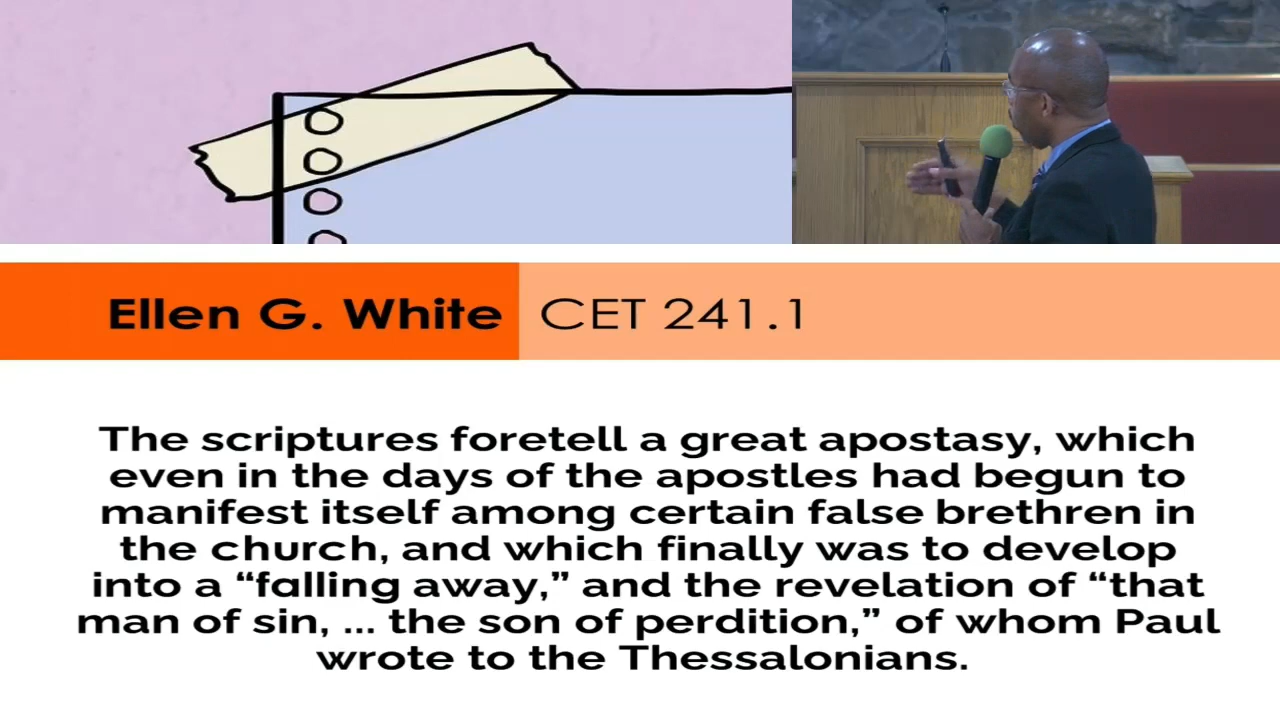 Ellen G. White CET 241.1
The scriptures foretell a great apostasy, which
even in the days of the apostles had begun to
manifest itself among certain false brethren in
the church, and which finally was to develop
into a “falling away,” and the revelation of “that
man of sin, ... the son of perdition,” of whom Paul
wrote to the Thessalonians.